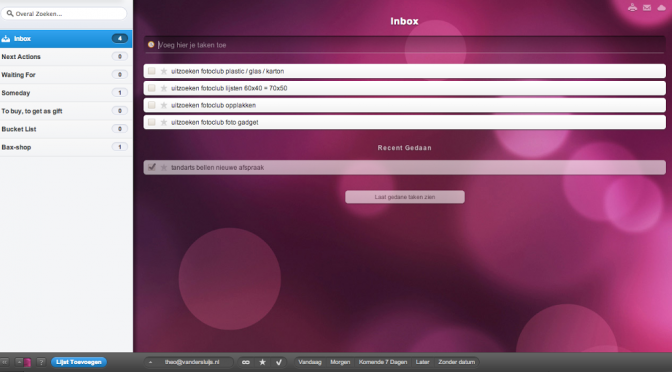 Overal Zoeken...
Inbox 4
Next Actions 0
Waiting For 0
Someday 1
To buy, to get as gift 0
Bucket List 0
Bax-shop 1
Lijst Toevoegen
Inbox
Voeg hier je taken toe
uitzoeken fotoclub plastic / glas / karton
uitzoeken fotoclub lijsten 60x40 = 70x50
uitzoeken fotoclub opplakken
uitzoeken fotoclub foto gadget
Recent Gedaan
tandarts bellen nieuwe afspraak
Laat gedane taken zien
theo@vandersluijs.nl
Vandaag Morgen Komende 7 Dagen Later Zonder datum